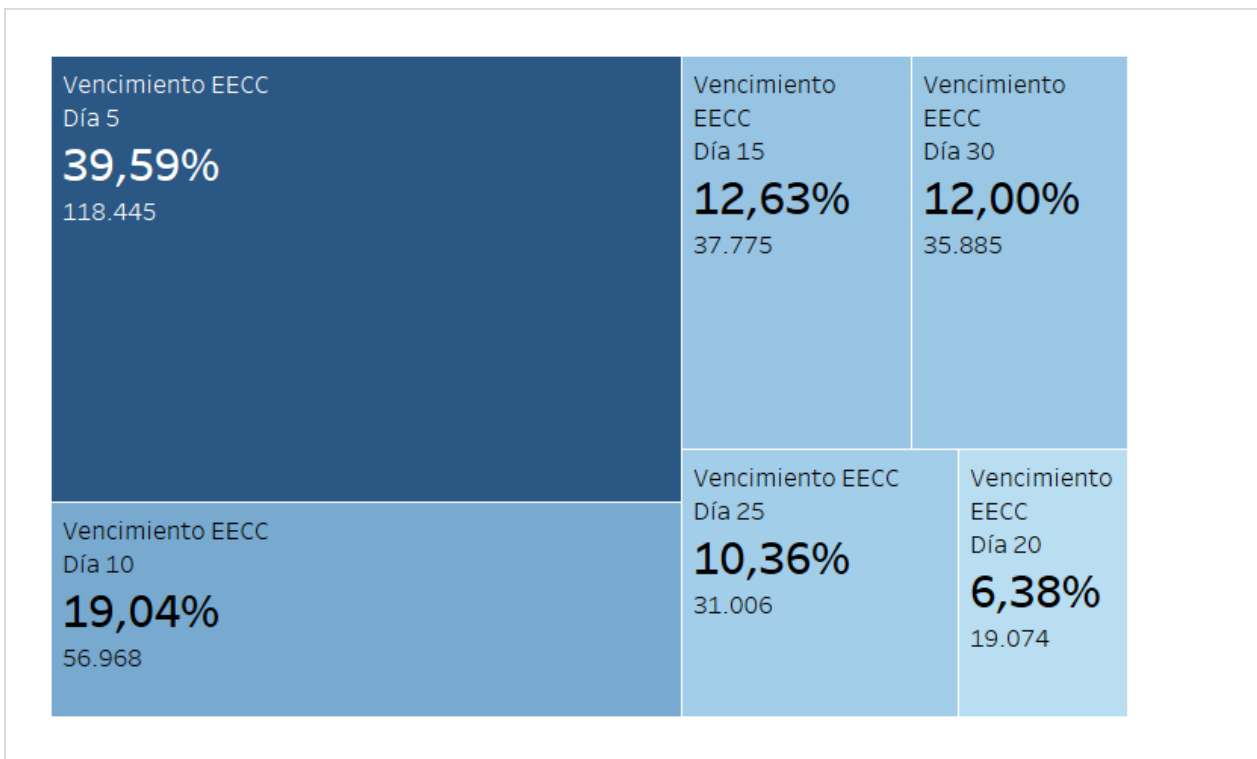 Vencimiento EECC
Día 5
39,59%
118.445
Vencimiento EECC
Día 10
19,04%
56.968
Vencimiento
EECC
Día 15
12,63%
37.775
Vencimiento
EECC
Día 30
12,00%
35.885
Vencimiento EECC
Día 25
10,36%
31.006
Vencimiento
EECC
Día 20
6,38%
19.074